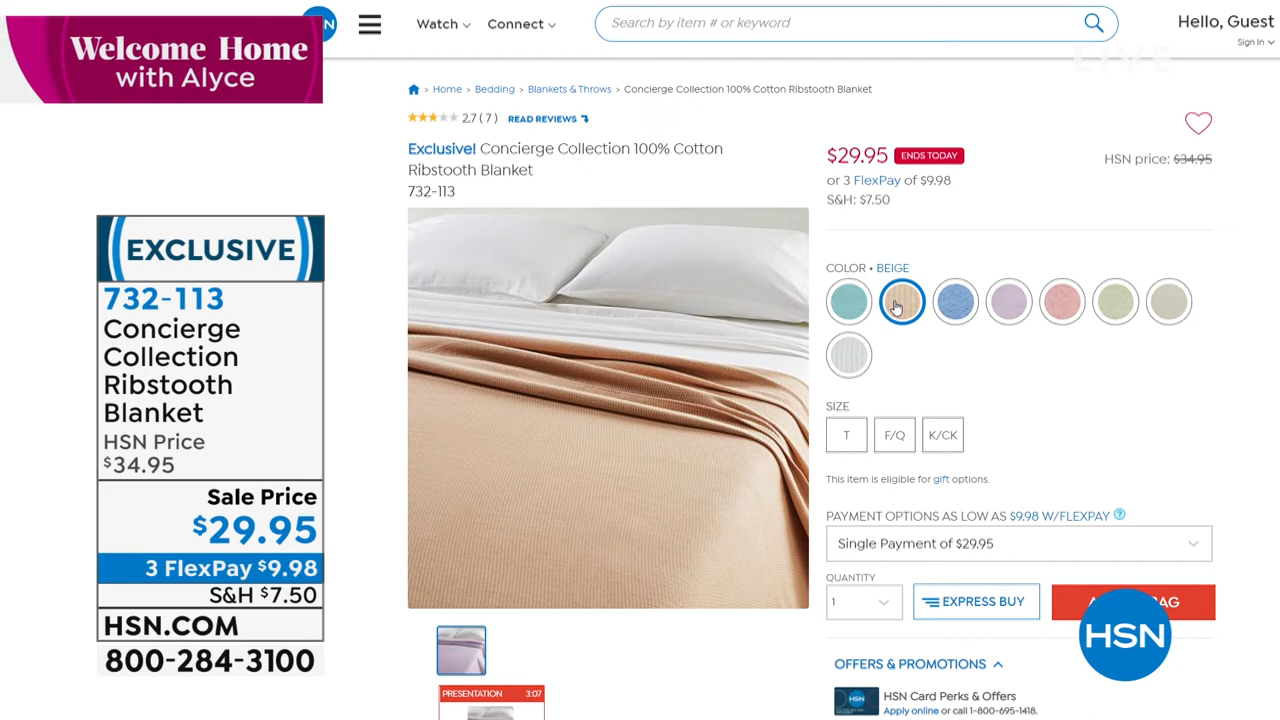 Welcome Home
with Alyce
HSN
Watch
Connect
Search by item # or keyword
Hello, Guest
Sign In
LIVE
> Home > Bedding > Blankets & Throws > Concierge Collection 100% Cotton Ribstooth Blanket
2.7 ( 7 ) READ REVIEWS
Exclusive! Concierge Collection 100% Cotton
Ribstooth Blanket
732-113
$29.95 ENDS TODAY
HSN price: $34.95
or 3 FlexPay of $9.98
S&H: $7.50
COLOR • BEIGE
SIZE
T
F/Q
K/CK
This item is eligible for gift options.
PAYMENT OPTIONS AS LOW AS $9.98 W/FLEXPAY ?
Single Payment of $29.95
QUANTITY
1
EXPRESS BUY
HSN
OFFERS & PROMOTIONS
HSN Card Perks & Offers
Apply online or call 1-800-695-1418.
PRESENTATION 3:07
EXCLUSIVE
732-113
Concierge
Collection
Ribstooth
Blanket
HSN Price
$34.95
Sale Price
$29.95
3 FlexPay $9.98
S&H $7.50
HSN.COM
800-284-3100